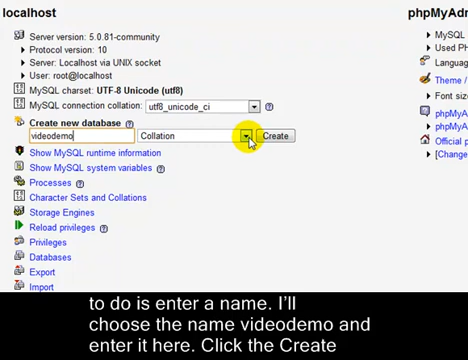 localhost
Server version: 5.0.81-community
Protocol version: 10
Server: Localhost via UNIX socket
User: root@localhost
MySQL charset: UTF-8 Unicode (utf8)
MySQL connection collation: utf8_unicode_ci
Create new database
videodemo Collation Create
Show MySQL runtime information
Show MySQL system variables
Processes
Character Sets and Collations
Storage Engines
Reload privileges
Privileges
Databases
Export
Import
phpMyAdm
MySQL
Used PH
Languag
Theme /
Font size
phpMyA
phpMyA
Official p
[Change
to do is enter a name. I'll
choose the name videodemo and
enter it here. Click the Create